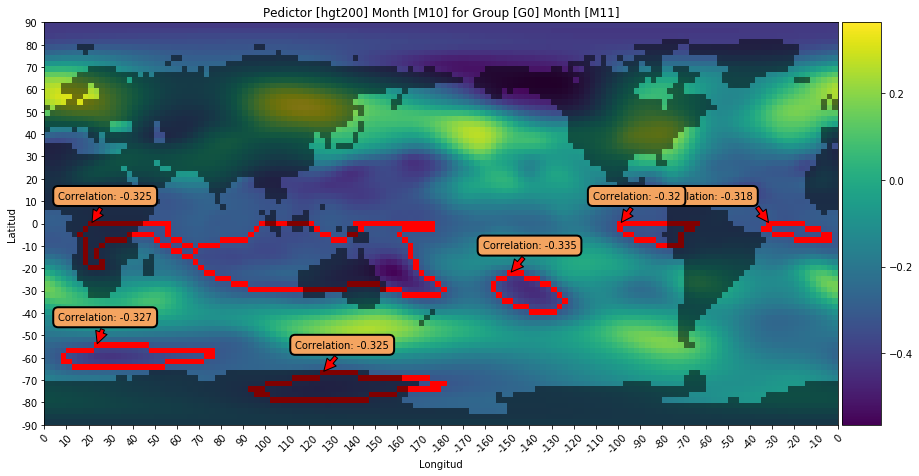 Pedictor [hgt200] Month [M10] for Group [G0] Month [M11]
90
80
70
60
50
40
30
20
10
0
-10
-20
-30
-40
-50
-60
-70
-80
-90
Latitud
Correlation: -0.325
Correlation: -0.32
lation: -0.318
Correlation: -0.335
Correlation: -0.327
Correlation: -0.325
0 10 20 30 40 50 60 70 80 90 100 110 120 130 140 150 160 170 -170 -160 -150 -140 -130 -120 -110 -100 -90 -80 -70 -60 -50 -40 -30 -20 -10 0
Longitud
0.2
0.0
−0.2
−0.4